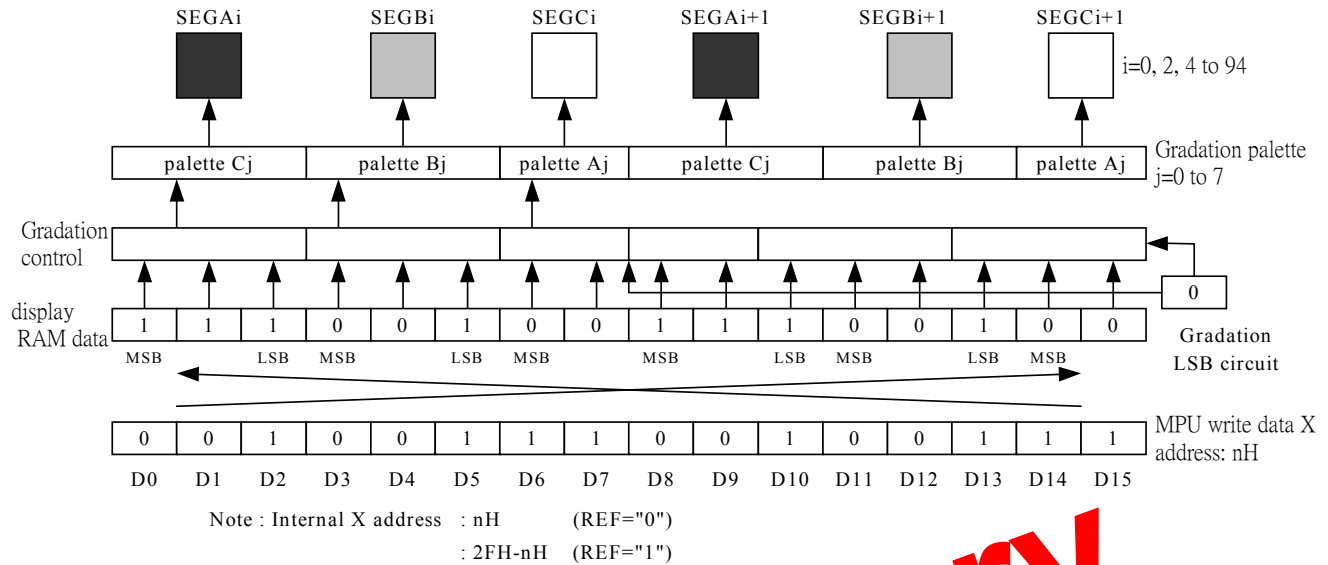 SEGAi SEGBi SEGCi SEGAi+1 SEGBi+1 SEGCi+1
i=0, 2, 4 to 94
palette Cj palette Bj palette Aj palette Cj palette Bj palette Aj
Gradation palette
j=0 to 7
Gradation
control
0
Gradation
LSB circuit
display
RAM data
1 1 1 0 0 1 0 0 1 1 1 0 0 1 0 0
MSB LSB MSB LSB MSB MSB LSB MSB LSB MSB
0 0 1 0 0 1 1 1 0 0 1 0 0 1 1 1
MPU write data X
address: nH
D0 D1 D2 D3 D4 D5 D6 D7 D8 D9 D10 D11 D12 D13 D14 D15
Note : Internal X address : nH (REF="0")
: 2FH-nH (REF="1")